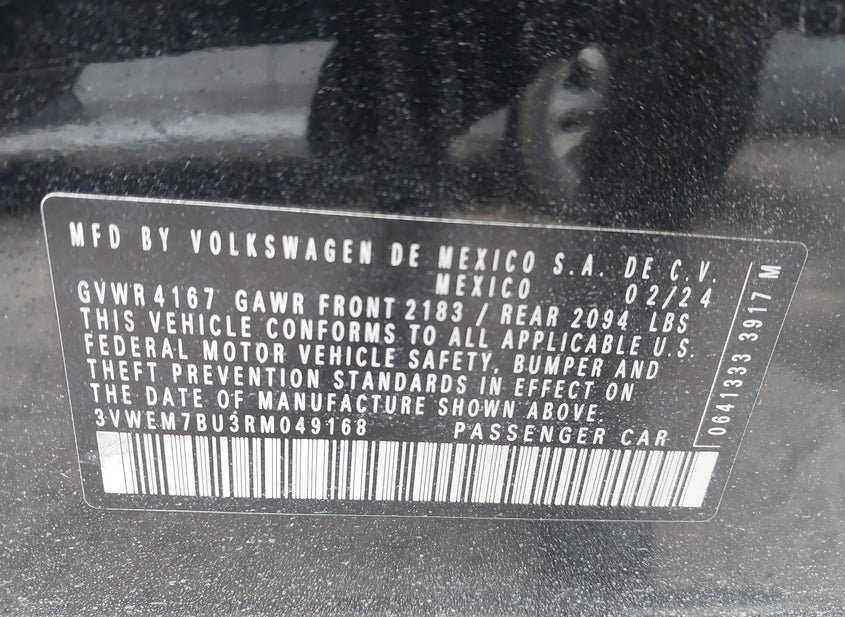 MFD BY VOLKSWAGEN DE MEXICO S.A. DE C.V.
MEXICO 02/24
GVWR 4167 GAWR FRONT 2183 / REAR 2094 LBS
THIS VEHICLE CONFORMS TO ALL APPLICABLE U.S.
FEDERAL MOTOR VEHICLE SAFETY, BUMPER AND
THEFT PREVENTION STANDARDS IN EFFECT ON
THE DATE OF MANUFACTURE SHOWN ABOVE.
3VWEM7BU3RM049168 PASSENGER CAR
0641333 3917 M